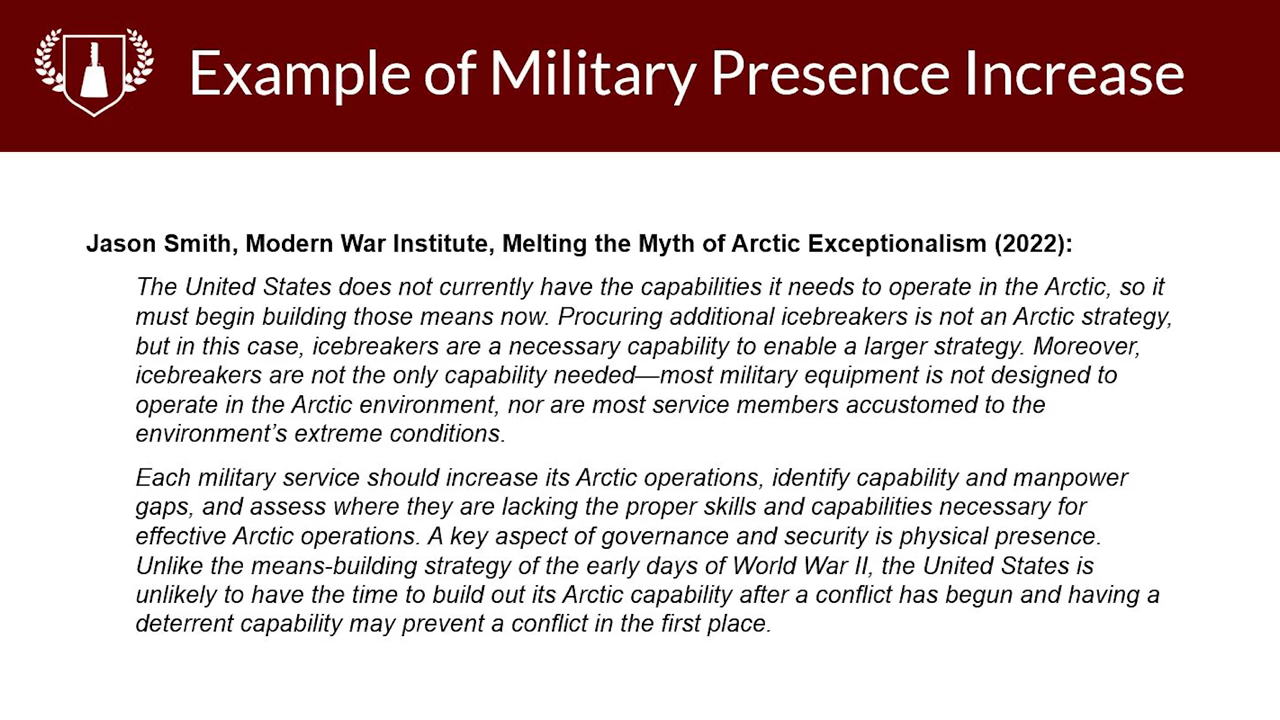 Example of Military Presence Increase
Jason Smith, Modern War Institute, Melting the Myth of Arctic Exceptionalism (2022):
The United States does not currently have the capabilities it needs to operate in the Arctic, so it
must begin building those means now. Procuring additional icebreakers is not an Arctic strategy,
but in this case, icebreakers are a necessary capability to enable a larger strategy. Moreover,
icebreakers are not the only capability needed—most military equipment is not designed to
operate in the Arctic environment, nor are most service members accustomed to the
environment’s extreme conditions.
Each military service should increase its Arctic operations, identify capability and manpower
gaps, and assess where they are lacking the proper skills and capabilities necessary for
effective Arctic operations. A key aspect of governance and security is physical presence.
Unlike the means-building strategy of the early days of World War II, the United States is
unlikely to have the time to build out its Arctic capability after a conflict has begun and having a
deterrent capability may prevent a conflict in the first place.